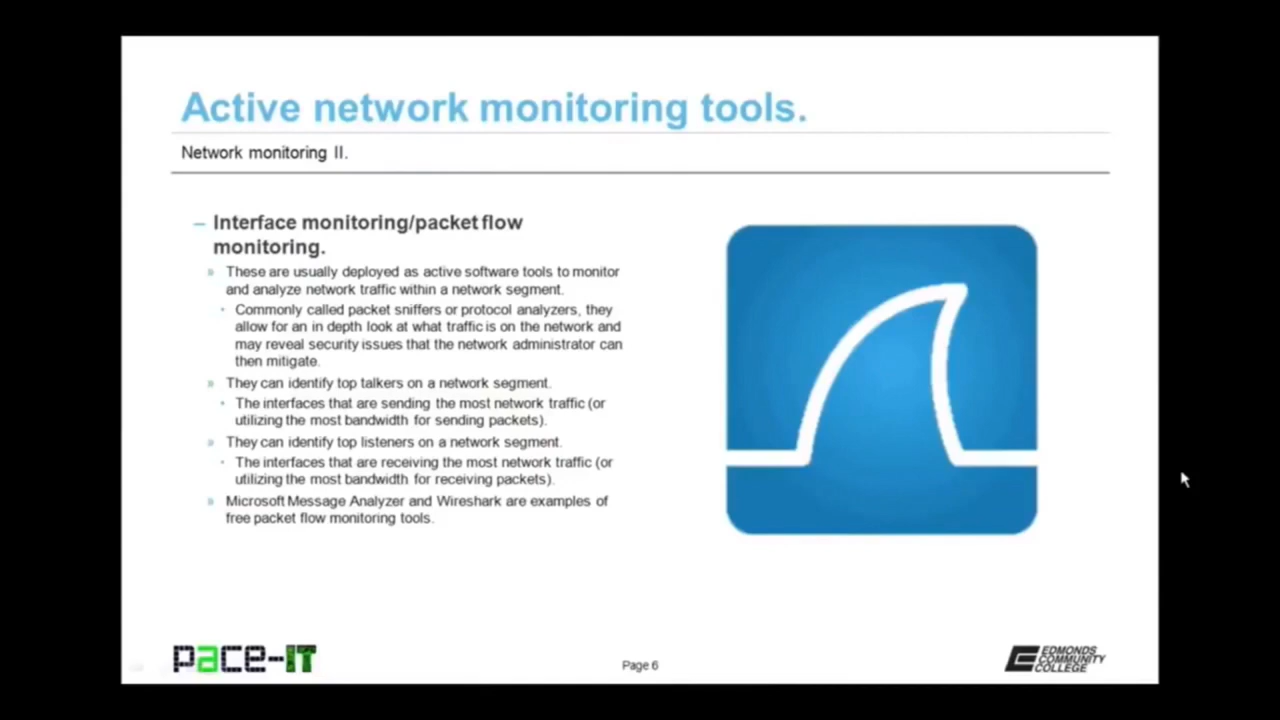 Active network monitoring tools.
Network monitoring II.
– Interface monitoring/packet flow
monitoring.
» These are usually deployed as active software tools to monitor
and analyze network traffic within a network segment.
• Commonly called packet sniffers or protocol analyzers, they
allow for an in depth look at what traffic is on the network and
may reveal security issues that the network administrator can
then mitigate.
» They can identify top talkers on a network segment.
• The interfaces that are sending the most network traffic (or
utilizing the most bandwidth for sending packets).
» They can identify top listeners on a network segment.
• The interfaces that are receiving the most network traffic (or
utilizing the most bandwidth for receiving packets).
» Microsoft Message Analyzer and Wireshark are examples of
free packet flow monitoring tools.
pace-IT
Page 6
EDMONDS
COMMUNITY
COLLEGE